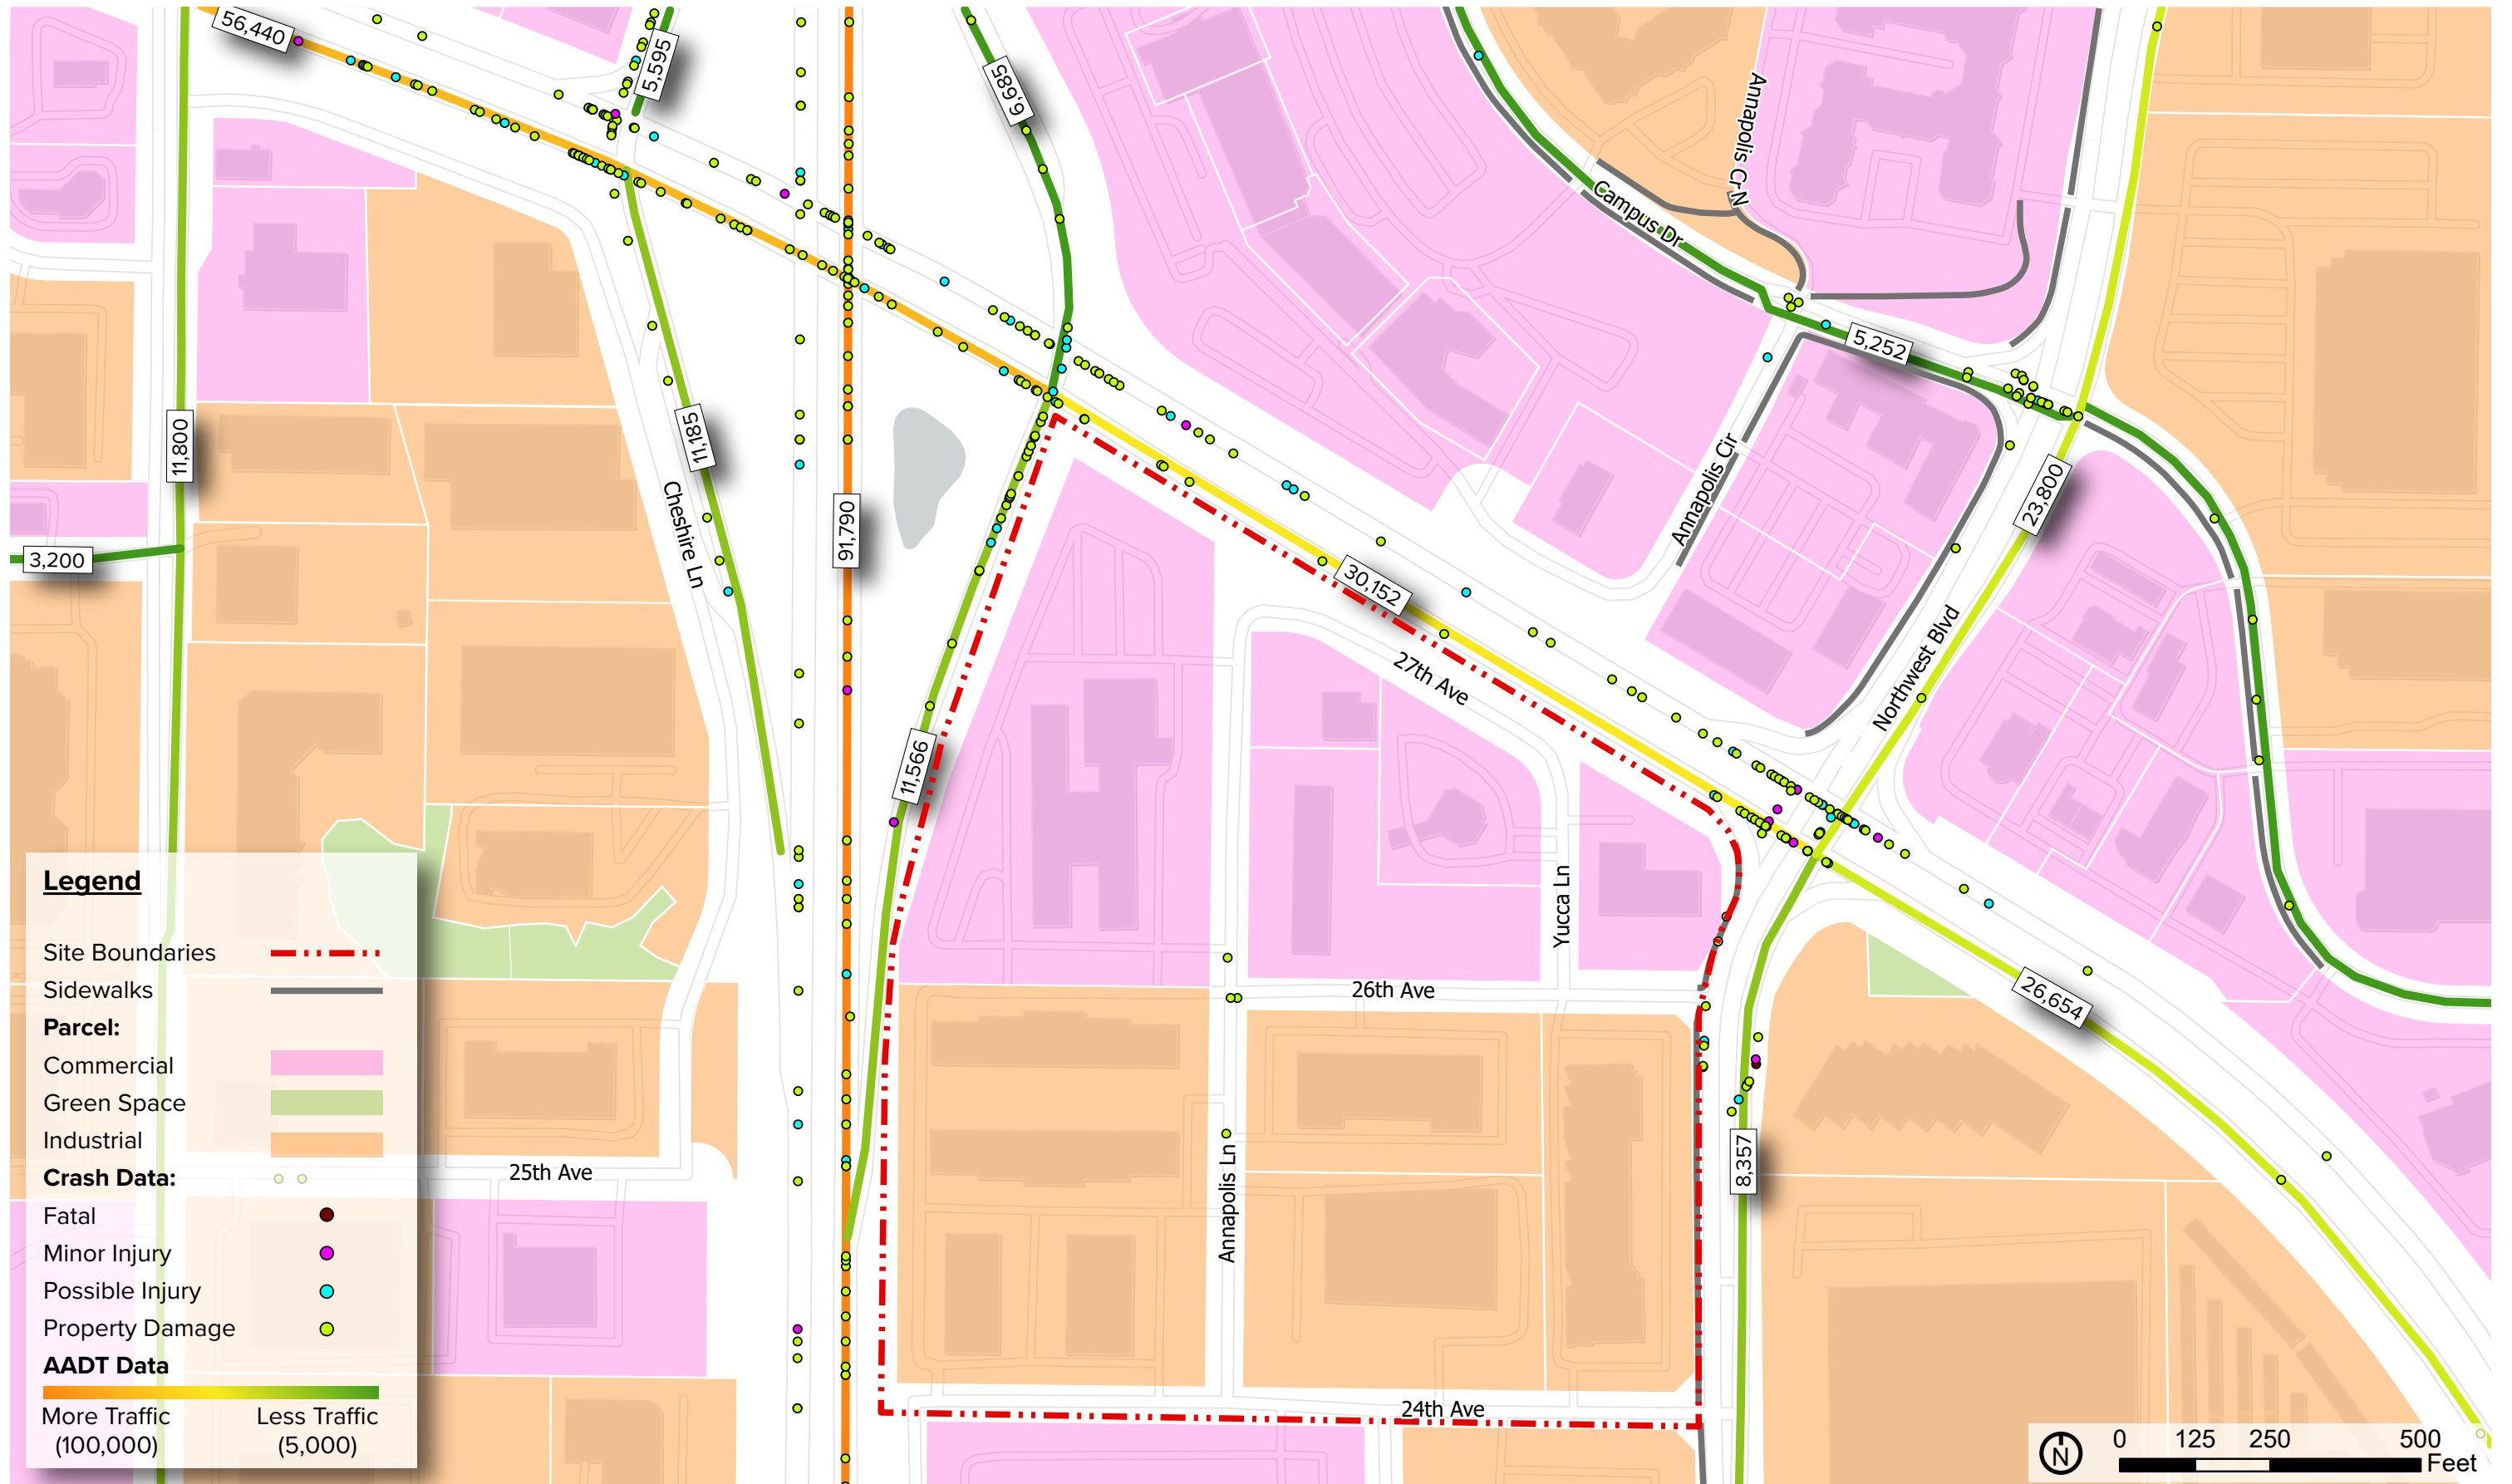 56,440
5,595
6,685
Annapolis Cr N
Campus Dr
5,252
11,800
11,185
Cheshire Ln
91,790
3,200
23,800
Annapolis Cir
30,152
27th Ave
Northwest Blvd
11,566
Yucca Ln
26th Ave
26,654
25th Ave
Annapolis Ln
8,357
24th Ave
Legend
Site Boundaries
Sidewalks
Parcel:
Commercial
Green Space
Industrial
Crash Data:
Fatal
Minor Injury
Possible Injury
Property Damage
AADT Data
More Traffic Less Traffic
(100,000) (5,000)
N
0 125 250 500
Feet